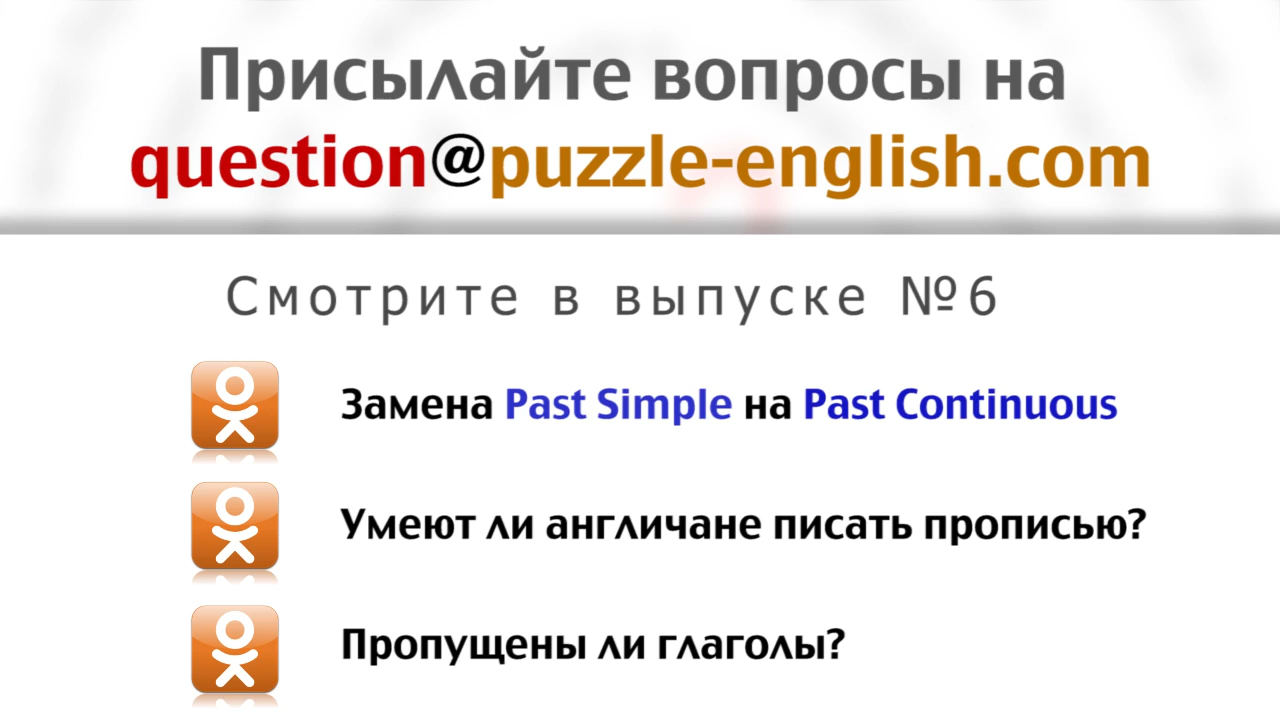 Присылайте вопросы на
question@puzzle-english.com
Смотрите в выпуске №6
Замена Past Simple на Past Continuous
Умеют ли англичане писать прописью?
Пропущены ли глаголы?